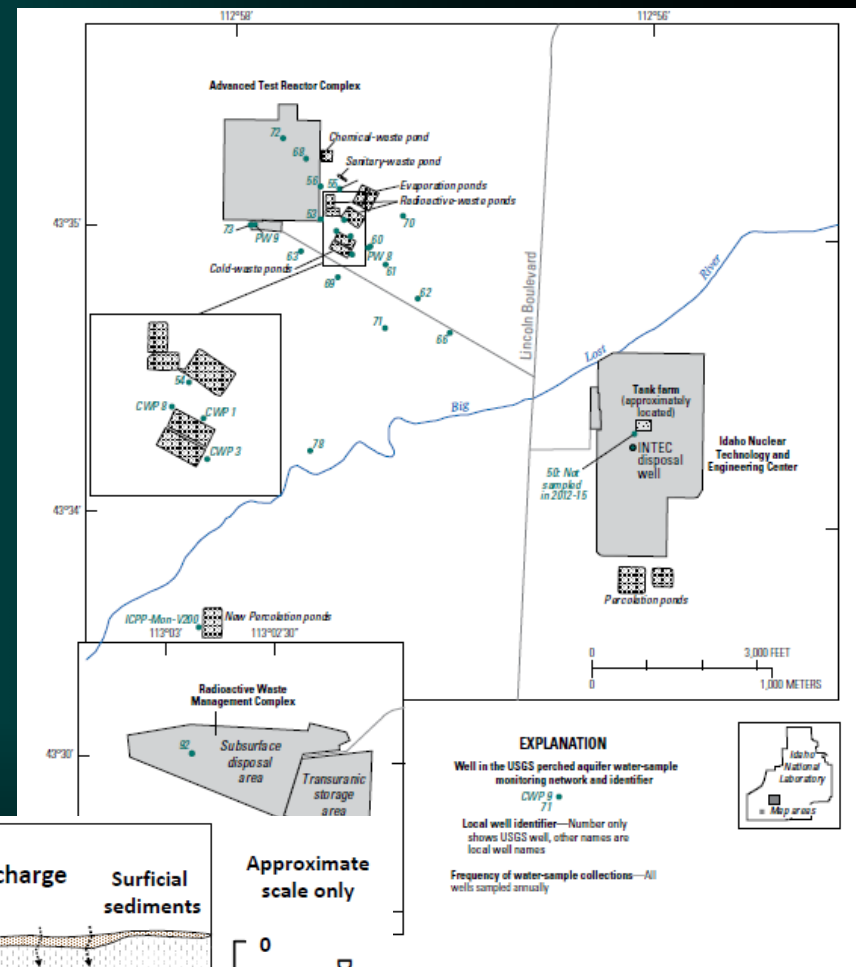 112°58'
112°56'
Advanced Test Reactor Complex
72
Chemical-waste pond
68
Sanitary-waste pond
56
55
Evaporation ponds
Radioactive-waste ponds
53
70
43°35'
73
PW 9
60
PW 8
63
Cold-waste ponds
61
69
62
71
66
Lincoln Boulevard
River
Lost
Big
54
CWP 8
CWP 1
CWP 3
78
Tank farm
(approximately
located)
INTEC
disposal
well
Idaho Nuclear
Technology and
Engineering Center
50: Not
sampled
in 2012-15
43°34'
Percolation ponds
ICPP-Mon-V200
New Percolation ponds
113°03'
113°02'30"
0
3,000 FEET
0
1,000 METERS
Radioactive Waste
Management Complex
92
Subsurface
disposal
area
43°30'
Transuranic
storage
area
EXPLANATION
Well in the USGS perched aquifer water-sample
monitoring network and identifier
CWP 9
71
Local well identifier—Number only
shows USGS well, other names are
local well names
Frequency of water-sample collections—All
wells sampled annually
Idaho
National
Laboratory
Map areas
charge
Surficial
sediments
Approximate
scale only
0